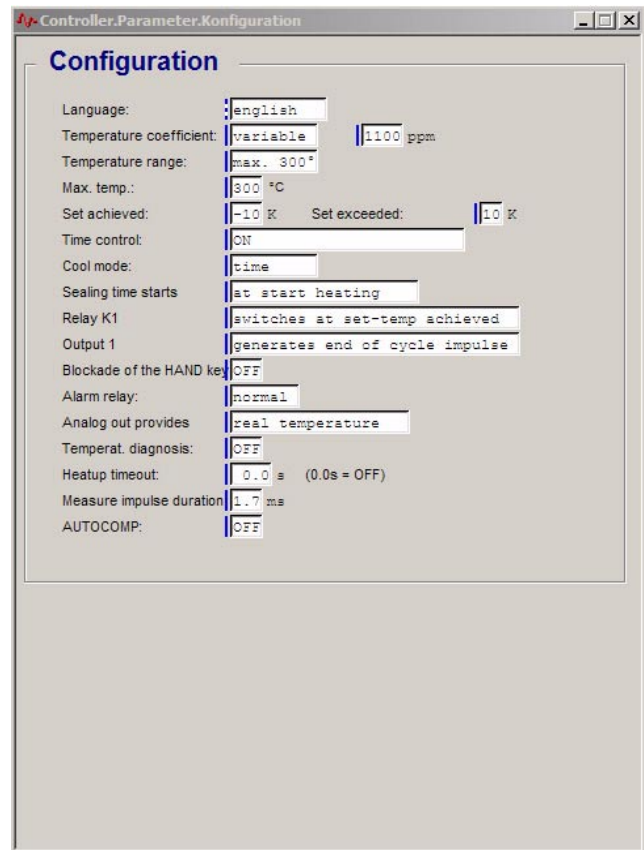 Controller.Parameter.Konfiguration
Configuration
Language: english
Temperature coefficient: variable 1100 ppm
Temperature range: max. 300°
Max. temp.: 300 °C
Set achieved: -10 K Set exceeded: 10 K
Time control: ON
Cool mode: time
Sealing time starts at start heating
Relay K1 switches at set-temp achieved
Output 1 generates end of cycle impulse
Blockade of the HAND key OFF
Alarm relay: normal
Analog out provides real temperature
Temperat. diagnosis: OFF
Heatup timeout: 0.0 s (0.0s = OFF)
Measure impulse duration 1.7 ms
AUTOCOMP: OFF